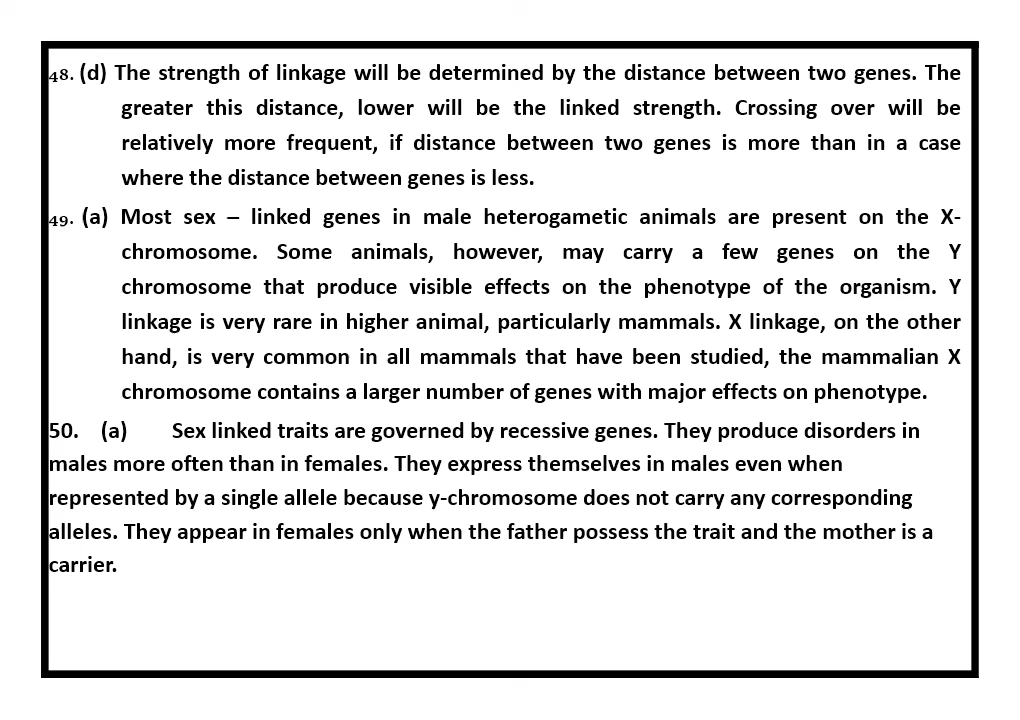 48. (d) The strength of linkage will be determined by the distance between two genes. The
greater this distance, lower will be the linked strength. Crossing over will be
relatively more frequent, if distance between two genes is more than in a case
where the distance between genes is less.
49. (a) Most sex – linked genes in male heterogametic animals are present on the X-
chromosome. Some animals, however, may carry a few genes on the Y
chromosome that produce visible effects on the phenotype of the organism. Y
linkage is very rare in higher animal, particularly mammals. X linkage, on the other
hand, is very common in all mammals that have been studied, the mammalian X
chromosome contains a larger number of genes with major effects on phenotype.
50. (a) Sex linked traits are governed by recessive genes. They produce disorders in
males more often than in females. They express themselves in males even when
represented by a single allele because y-chromosome does not carry any corresponding
alleles. They appear in females only when the father possess the trait and the mother is a
carrier.